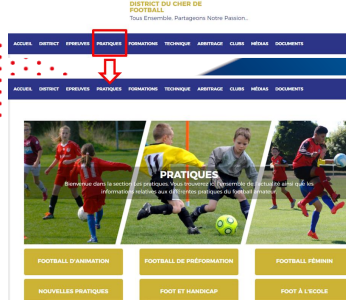 DISTRICT DU CHER DE
FOOTBALL
Tous Ensemble, Partageons Notre Passion...
ACCUEIL DISTRICT EPREUVES PRATIQUES FORMATIONS TECHNIQUE ARBITRAGE CLUBS MÉDIAS DOCUMENTS
ACCUEIL DISTRICT EPREUVES PRATIQUES FORMATIONS TECHNIQUE ARBITRAGE CLUBS MÉDIAS DOCUMENTS
PRATIQUES
Bienvenue dans la section Les pratiques. Vous trouverez ici l'ensemble de l'actualité ainsi que les
informations relatives aux différentes pratiques du football amateur.
FOOTBALL D'ANIMATION FOOTBALL DE PRÉFORMATION FOOTBALL FÉMININ
NOUVELLES PRATIQUES FOOT ET HANDICAP FOOT À L'ECOLE